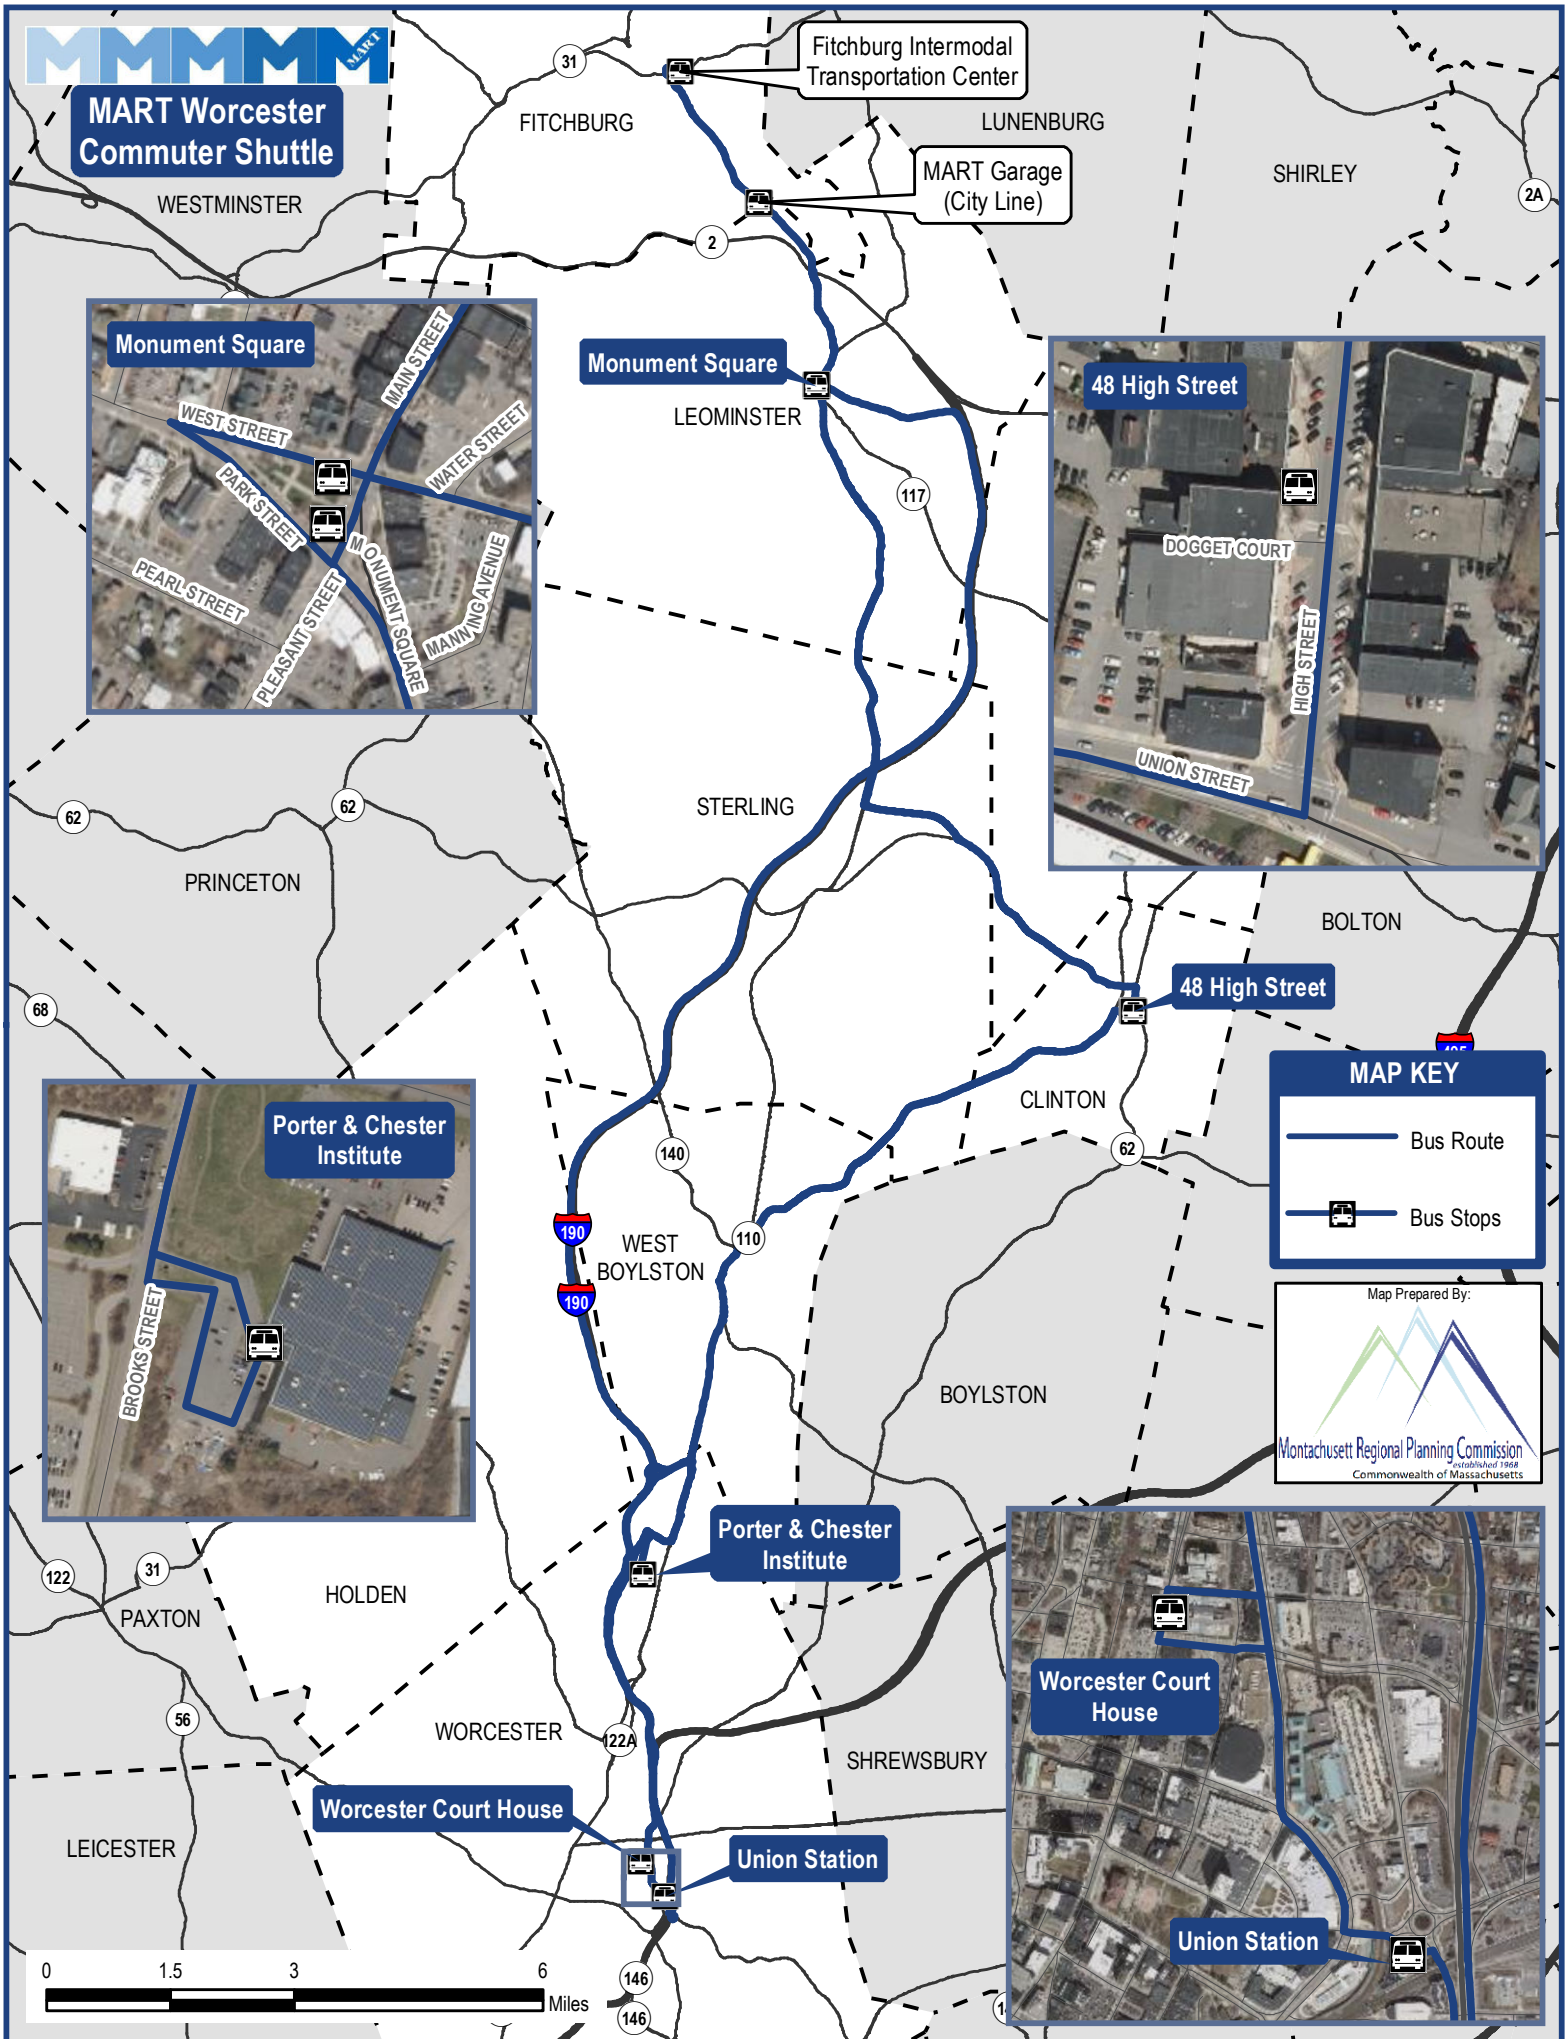 MART
MART Worcester
Commuter Shuttle
WESTMINSTER
31
FITCHBURG
Fitchburg Intermodal
Transportation Center
LUNENBURG
MART Garage
(City Line)
SHIRLEY
2A
2
Monument Square
MAIN STREET
WEST STREET
WATER STREET
PARK STREET
MONUMENT SQUARE
PEARL STREET
PLEASANT STREET
MANNING AVENUE
Monument Square
LEOMINSTER
117
48 High Street
DOGGET COURT
HIGH STREET
UNION STREET
62
62
STERLING
PRINCETON
BOLTON
68
48 High Street
495
CLINTON
62
MAP KEY
Bus Route
Bus Stops
Porter & Chester
Institute
BROOKS STREET
140
190
WEST
BOYLSTON
110
190
BOYLSTON
Map Prepared By:
Montachusett Regional Planning Commission
established 1968
Commonwealth of Massachusetts
Porter & Chester
Institute
122
31
PAXTON
HOLDEN
56
WORCESTER
122A
SHREWSBURY
Worcester Court
House
Union Station
Worcester Court House
Union Station
LEICESTER
0 1.5 3 6
Miles
146
146